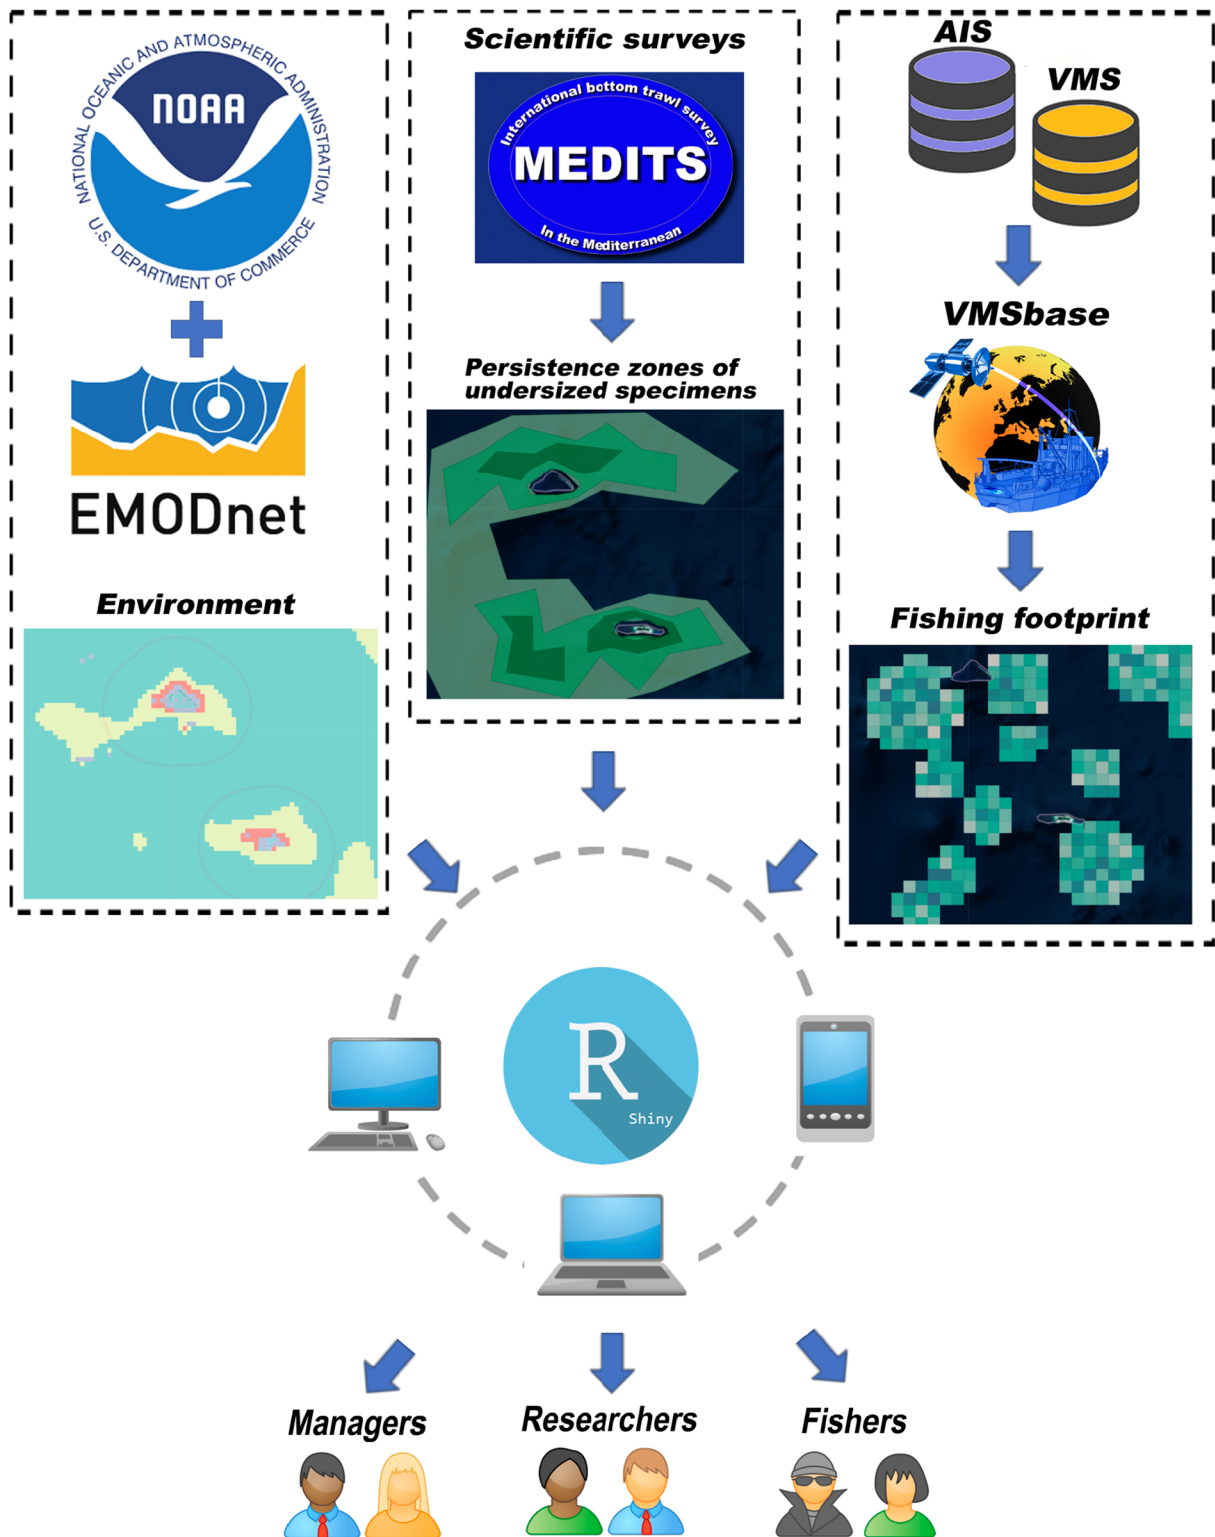 NATIONAL OCEANIC AND ATMOSPHERIC ADMINISTRATION
NOAA
U.S. DEPARTMENT OF COMMERCE
EMODnet
Environment
Scientific surveys
International bottom trawl survey
MEDITS
In the Mediterranean
Persistence zones of
undersized specimens
AIS
VMS
VMSbase
Fishing footprint
R
Shiny
Managers
Researchers
Fishers